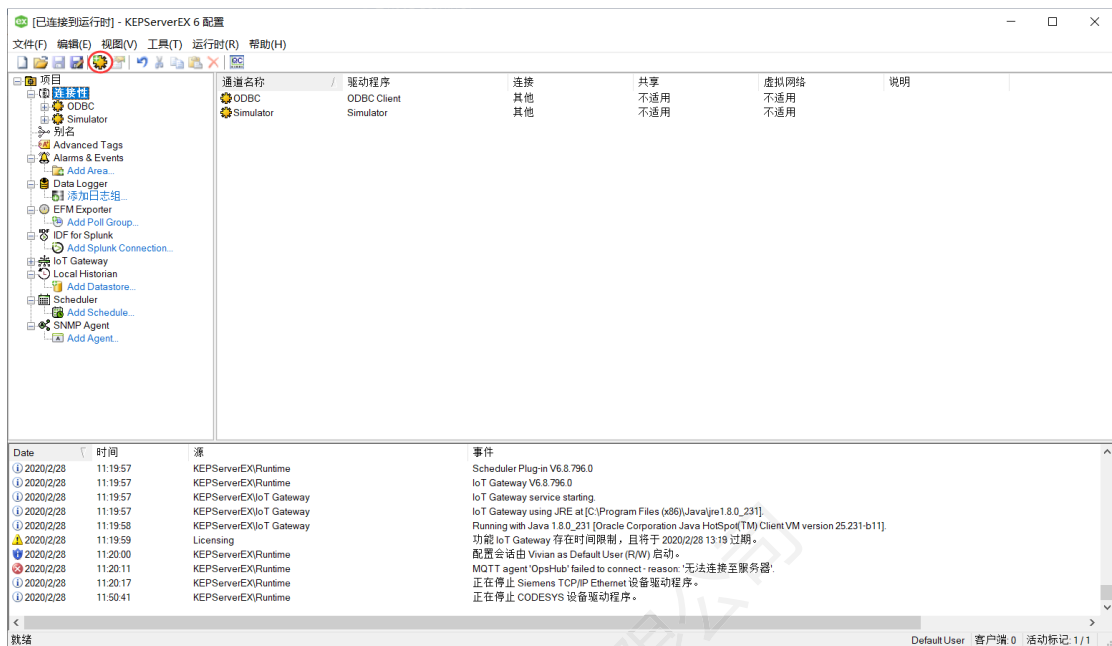 [已连接到运行时] - KEPServerEX 6 配置
文件(F) 编辑(E) 视图(V) 工具(T) 运行时(R) 帮助(H)
项目
连接性
ODBC
Simulator
别名
Advanced Tags
Alarms & Events
Add Area...
Data Logger
添加日志组...
EFM Exporter
Add Poll Group...
IDF for Splunk
Add Splunk Connection...
IoT Gateway
Local Historian
Add Datastore...
Scheduler
Add Schedule...
SNMP Agent
Add Agent...
通道名称 驱动程序 连接 共享 虚拟网络 说明
ODBC ODBC Client 其他 不适用 不适用
Simulator Simulator 其他 不适用 不适用
Date 时间 源 事件
2020/2/28 11:19:57 KEPServerEX\Runtime Scheduler Plug-in V6.8.796.0
2020/2/28 11:19:57 KEPServerEX\Runtime IoT Gateway V6.8.796.0
2020/2/28 11:19:57 KEPServerEX\IoT Gateway IoT Gateway service starting.
2020/2/28 11:19:57 KEPServerEX\IoT Gateway IoT Gateway using JRE at [C:\Program Files (x86)\Java\jre1.8.0_231].
2020/2/28 11:19:58 KEPServerEX\IoT Gateway Running with Java 1.8.0_231 [Oracle Corporation Java HotSpot(TM) Client VM version 25.231-b11].
2020/2/28 11:19:59 Licensing 功能 IoT Gateway 存在时间限制，且将于 2020/2/28 13:19 过期。
2020/2/28 11:20:00 KEPServerEX\Runtime 配置会话由 Vivian as Default User (R/W) 启动。
2020/2/28 11:20:11 KEPServerEX\Runtime MQTT agent 'OpsHub' failed to connect - reason: '无法连接至服务器'.
2020/2/28 11:20:17 KEPServerEX\Runtime 正在停止 Siemens TCP/IP Ethernet 设备驱动程序。
2020/2/28 11:50:41 KEPServerEX\Runtime 正在停止 CODESYS 设备驱动程序。
就绪 Default User 客户端: 0 活动标记: 1 / 1
限公司